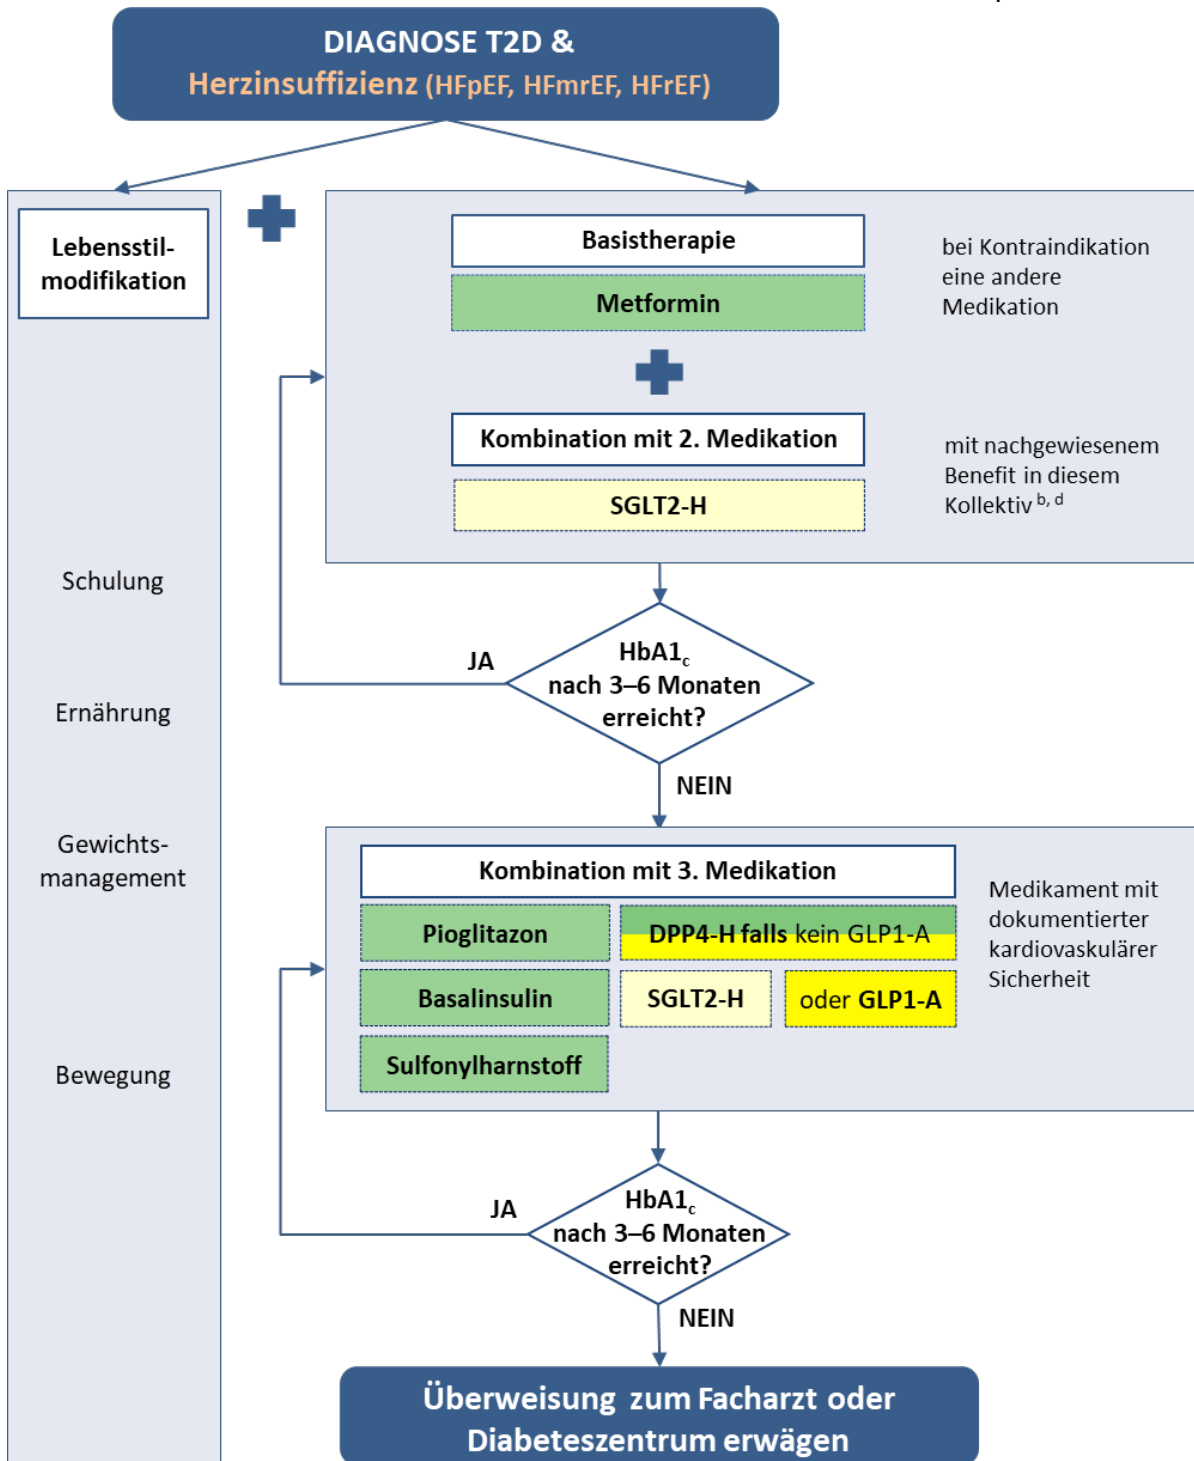 DIAGNOSE T2D &
Herzinsuffizienz (HFpEF, HFmrEF, HFrEF)
Lebensstil-
modifikation
Schulung
Ernährung
Gewichts-
management
Bewegung
Basistherapie
Metformin
bei Kontraindikation
eine andere
Medikation
Kombination mit 2. Medikation
SGLT2-H
mit nachgewiesenem
Benefit in diesem
Kollektiv b, d
HbA1c
nach 3–6 Monaten
erreicht?
JA
NEIN
Kombination mit 3. Medikation
Pioglitazon
DPP4-H falls kein GLP1-A
Basalinsulin
SGLT2-H
oder GLP1-A
Sulfonylharnstoff
Medikament mit
dokumentierter
kardiovaskulärer
Sicherheit
HbA1c
nach 3–6 Monaten
erreicht?
JA
NEIN
Überweisung zum Facharzt oder
Diabeteszentrum erwägen